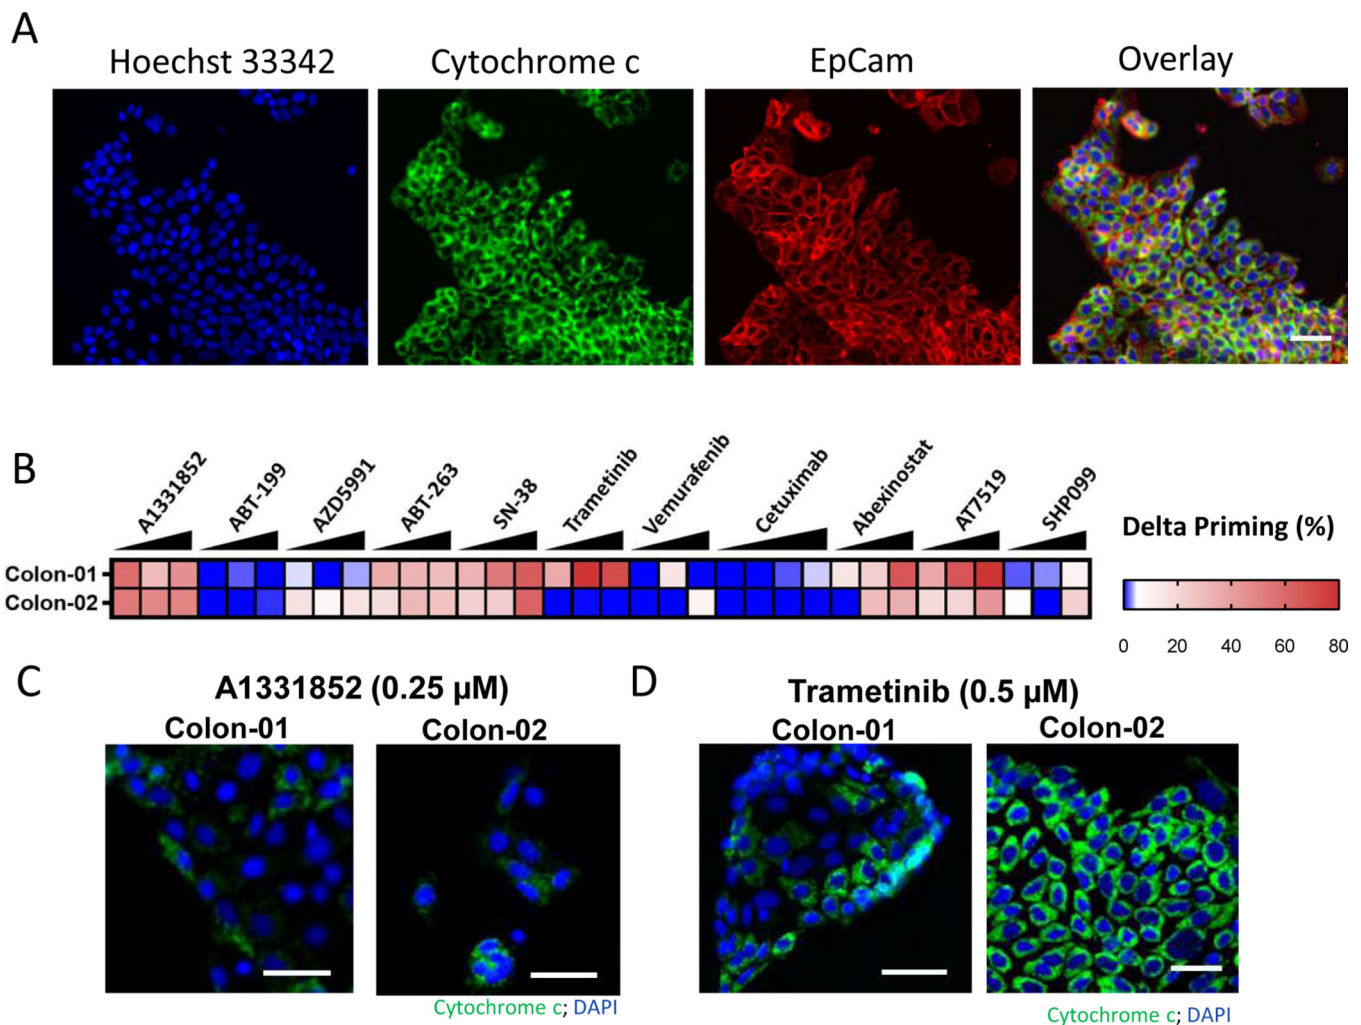 A
Hoechst 33342
Cytochrome c
EpCam
Overlay
B
A1331852
ABT-199
AZD5991
ABT-263
SN-38
Trametinib
Vemurafenib
Cetuximab
Abexinostat
AT7519
SHP099
Delta Priming (%)
Colon-01
Colon-02
0 20 40 60 80
C
A1331852 (0.25 µM)
Colon-01 Colon-02
Cytochrome c; DAPI
D
Trametinib (0.5 µM)
Colon-01 Colon-02
Cytochrome c; DAPI